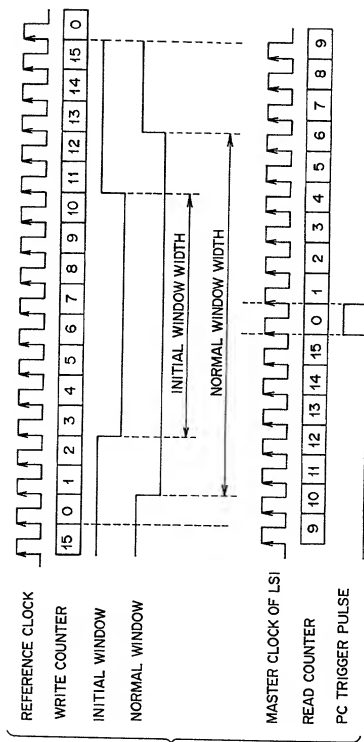 REFERENCE CLOCK
WRITE COUNTER 15 0 1 2 3 4 5 6 7 8 9 10 11 12 13 14 15 0
INITIAL WINDOW
NORMAL WINDOW
INITIAL WINDOW WIDTH
NORMAL WINDOW WIDTH
MASTER CLOCK OF LSI
READ COUNTER 9 10 11 12 13 14 15 0 1 2 3 4 5 6 7 8 9
PC TRIGGER PULSE